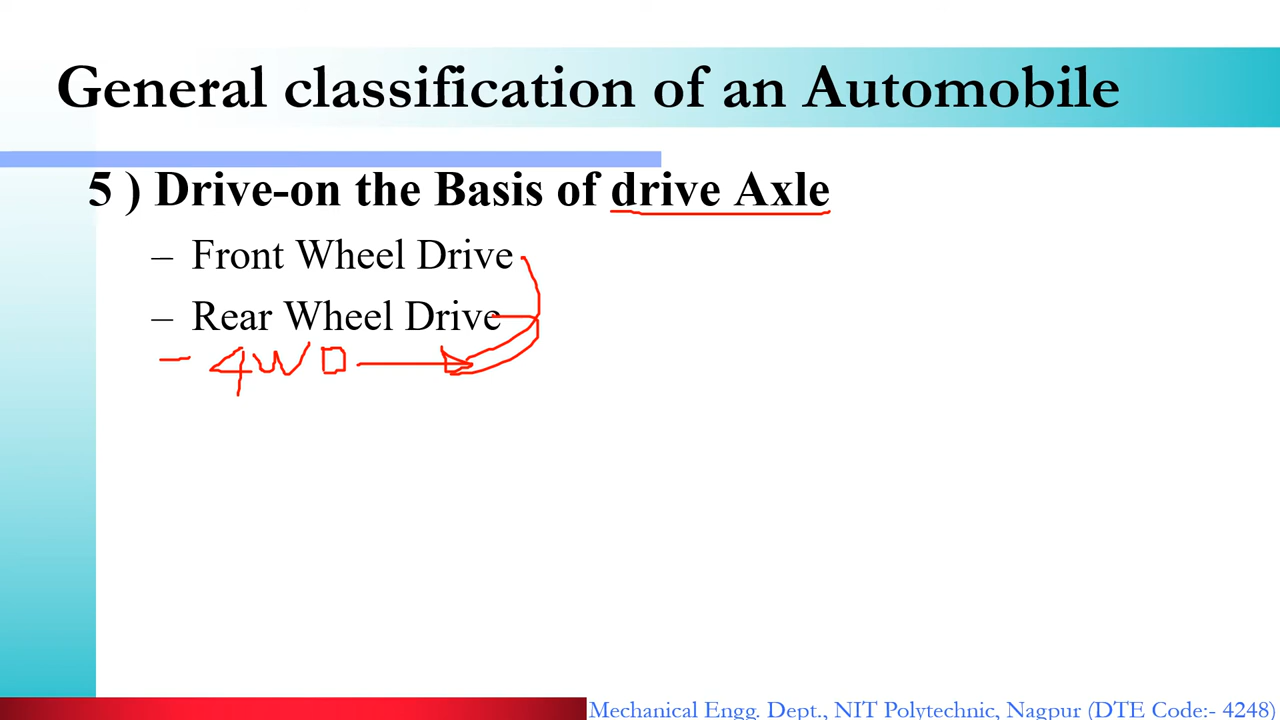 General classification of an Automobile
5 ) Drive-on the Basis of drive Axle
– Front Wheel Drive
– Rear Wheel Drive
– 4WD
Mechanical Engg. Dept., NIT Polytechnic, Nagpur (DTE Code:- 4248)